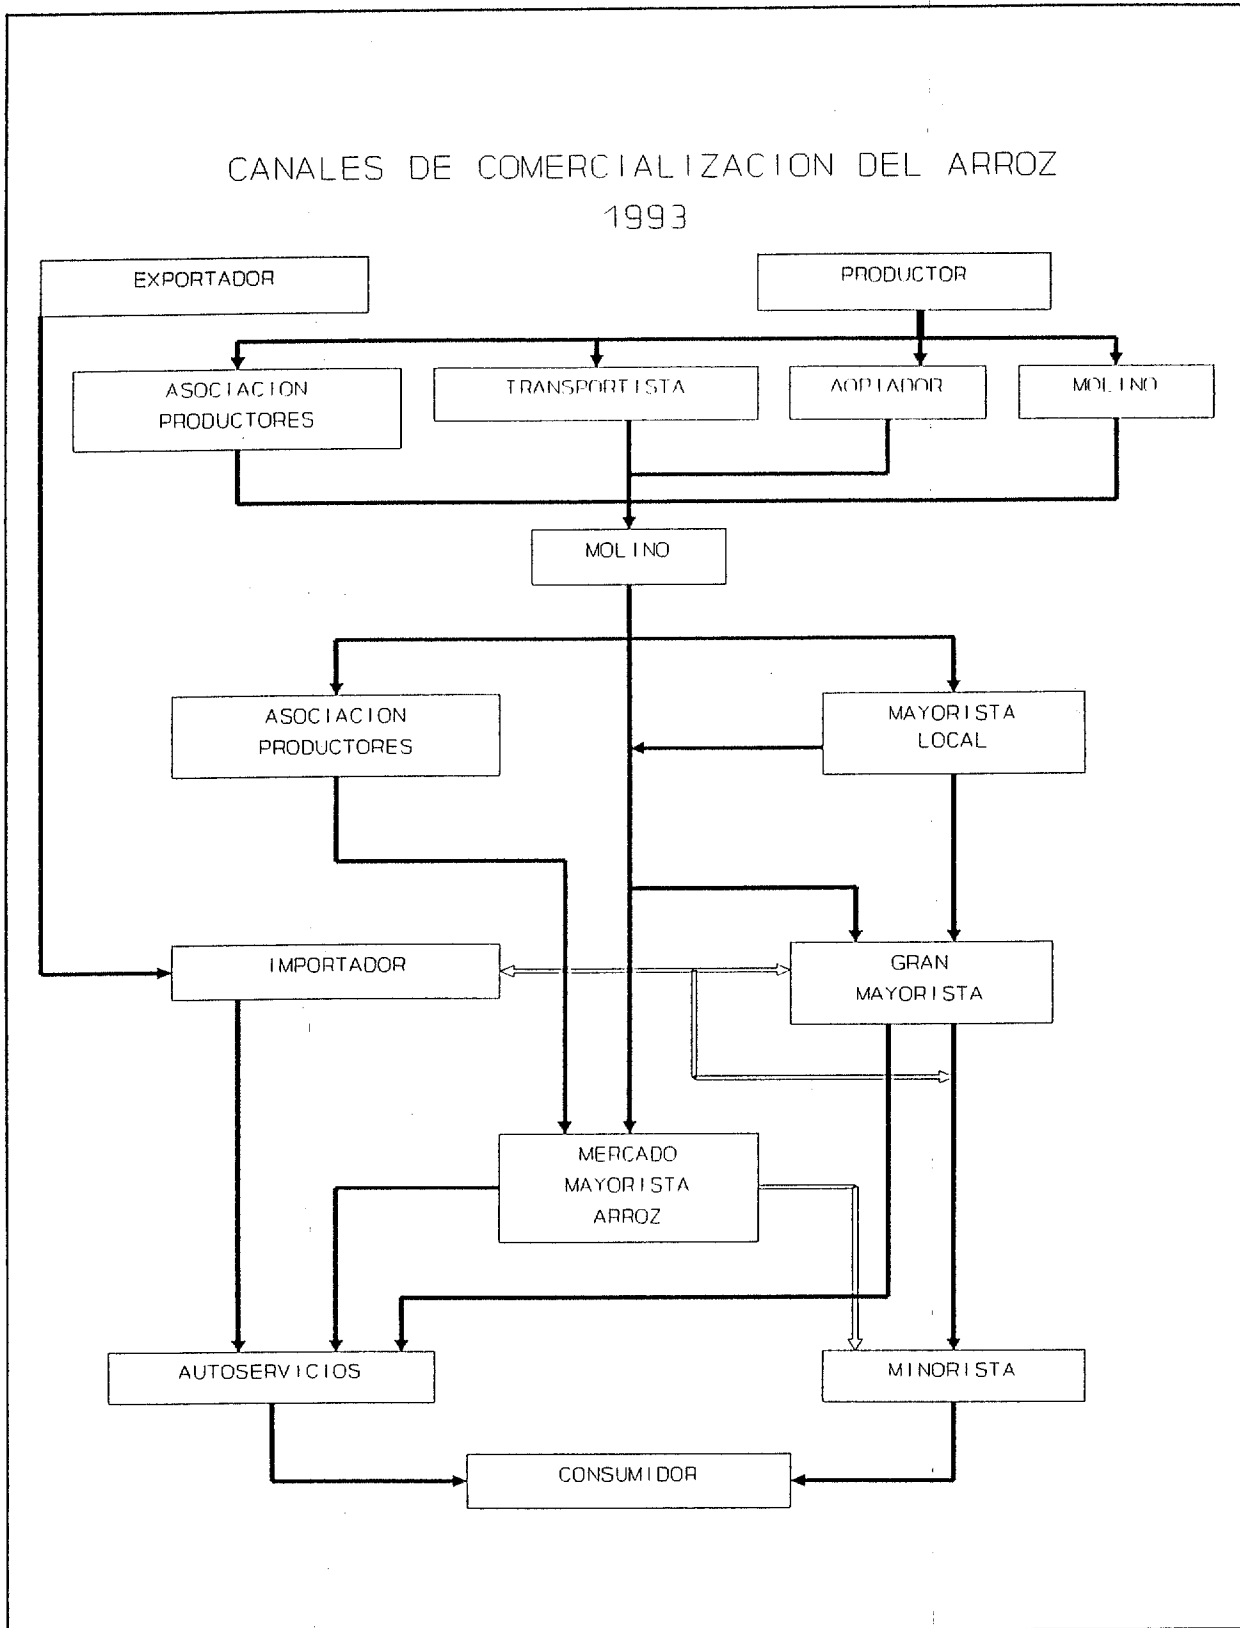 CANALES DE COMERCIALIZACION DEL ARROZ
1993
EXPORTADOR
PRODUCTOR
ASOCIACION
PRODUCTORES
TRANSPORTISTA
AOPIADOR
MOLINO
MOLINO
ASOCIACION
PRODUCTORES
MAYORISTA
LOCAL
IMPORTADOR
GRAN
MAYORISTA
MERCADO
MAYORISTA
ARROZ
AUTOSERVICIOS
MINORISTA
CONSUMIDOR